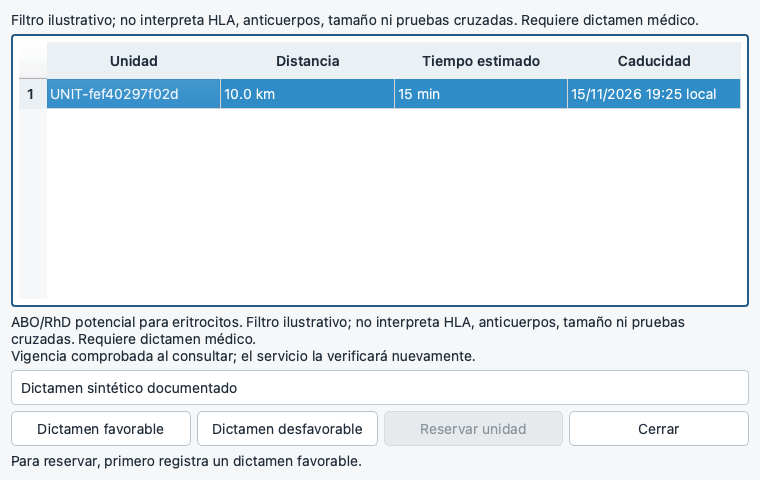 Filtro ilustrativo; no interpreta HLA, anticuerpos, tamaño ni pruebas cruzadas. Requiere dictamen médico.
Unidad Distancia Tiempo estimado Caducidad
1 UNIT-fef40297f02d 10.0 km 15 min 15/11/2026 19:25 local
ABO/RhD potencial para eritrocitos. Filtro ilustrativo; no interpreta HLA, anticuerpos, tamaño ni pruebas
cruzadas. Requiere dictamen médico.
Vigencia comprobada al consultar; el servicio la verificará nuevamente.
Dictamen sintético documentado
Dictamen favorable Dictamen desfavorable Reservar unidad Cerrar
Para reservar, primero registra un dictamen favorable.